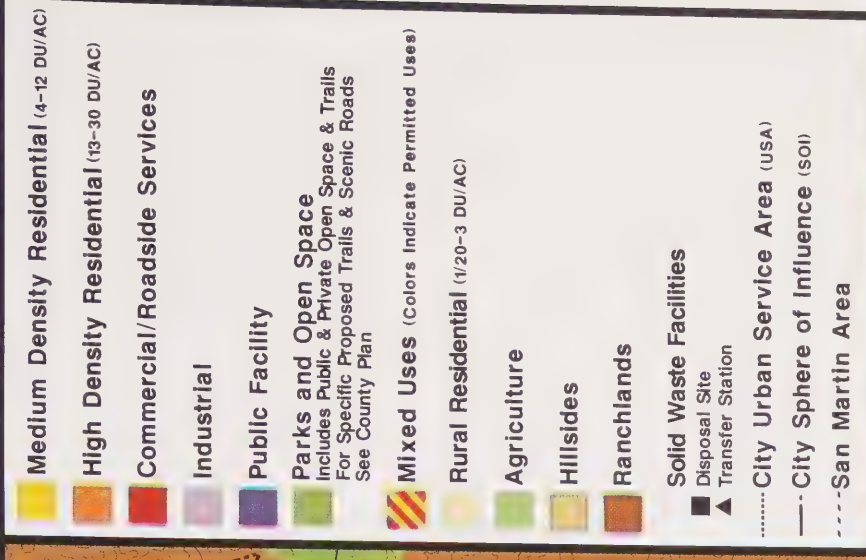 Medium Density Residential (4-12 DU/AC)
High Density Residential (13-30 DU/AC)
Commercial/Roadside Services
Industrial
Public Facility
Parks and Open Space
Includes Public & Private Open Space & Trails
For Specific Proposed Trails & Scenic Roads
See County Plan
Mixed Uses (Colors Indicate Permitted Uses)
Rural Residential (1/20-3 DU/AC)
Agriculture
Hillsides
Ranchlands
Solid Waste Facilities
Disposal Site
Transfer Station
City Urban Service Area (USA)
City Sphere of Influence (SOI)
San Martin Area